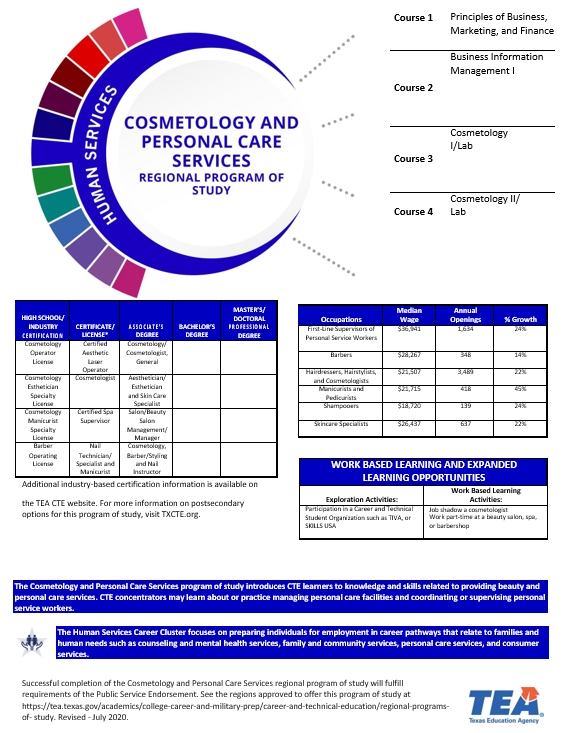 Course 1
Principles of Business,
Marketing, and Finance
Business Information
Management I
Course 2
Cosmetology
I/Lab
Course 3
Cosmetology II/
Lab
Course 4
HUMAN SERVICES
COSMETOLOGY AND
PERSONAL CARE
SERVICES
REGIONAL PROGRAM OF
STUDY
HIGH SCHOOL/
INDUSTRY
CERTIFICATION
CERTIFICATE/
LICENSE*
ASSOCIATE'S
DEGREE
BACHELOR'S
DEGREE
MASTER'S/
DOCTORAL
PROFESSIONAL
DEGREE
Cosmetology
Operator
License
Certified
Aesthetic
Laser
Operator
Cosmetology/
Cosmetologist,
General
Cosmetology
Esthetician
Specialty
License
Cosmetologist
Aesthetician/
Esthetician
and Skin Care
Specialist
Cosmetology
Manicurist
Specialty
License
Certified Spa
Supervisor
Salon/Beauty
Salon
Management/
Manager
Barber
Operating
License
Nail
Technician/
Specialist and
Manicurist
Cosmetology,
Barber/Styling
and Nail
Instructor
Additional industry-based certification information is available on
the TEA CTE website. For more information on postsecondary
options for this program of study, visit TXCTE.org.
Occupations
Median
Wage
Annual
Openings
% Growth
First-Line Supervisors of
Personal Service Workers
$36,941
1,634
24%
Barbers
$28,267
348
14%
Hairdressers, Hairstylists,
and Cosmetologists
$21,507
3,489
22%
Manicurists and
Pedicurists
$21,715
418
45%
Shampooers
$18,720
139
24%
Skincare Specialists
$26,437
637
22%
WORK BASED LEARNING AND EXPANDED
LEARNING OPPORTUNITIES
Exploration Activities:
Work Based Learning
Activities:
Participation in a Career and Technical
Student Organization such as TIVA, or
SKILLS USA
Job shadow a cosmetologist
Work part-time at a beauty salon, spa,
or barbershop
The Cosmetology and Personal Care Services program of study introduces CTE learners to knowledge and skills related to providing beauty and
personal care services. CTE concentrators may learn about or practice managing personal care facilities and coordinating or supervising personal
service workers.
The Human Services Career Cluster focuses on preparing individuals for employment in career pathways that relate to families and
human needs such as counseling and mental health services, family and community services, personal care services, and consumer
services.
Successful completion of the Cosmetology and Personal Care Services regional program of study will fulfill
requirements of the Public Service Endorsement. See the regions approved to offer this program of study at
https://tea.texas.gov/academics/college-career-and-military-prep/career-and-technical-education/regional-programs-
of- study. Revised - July 2020.
TEA
Texas Education Agency